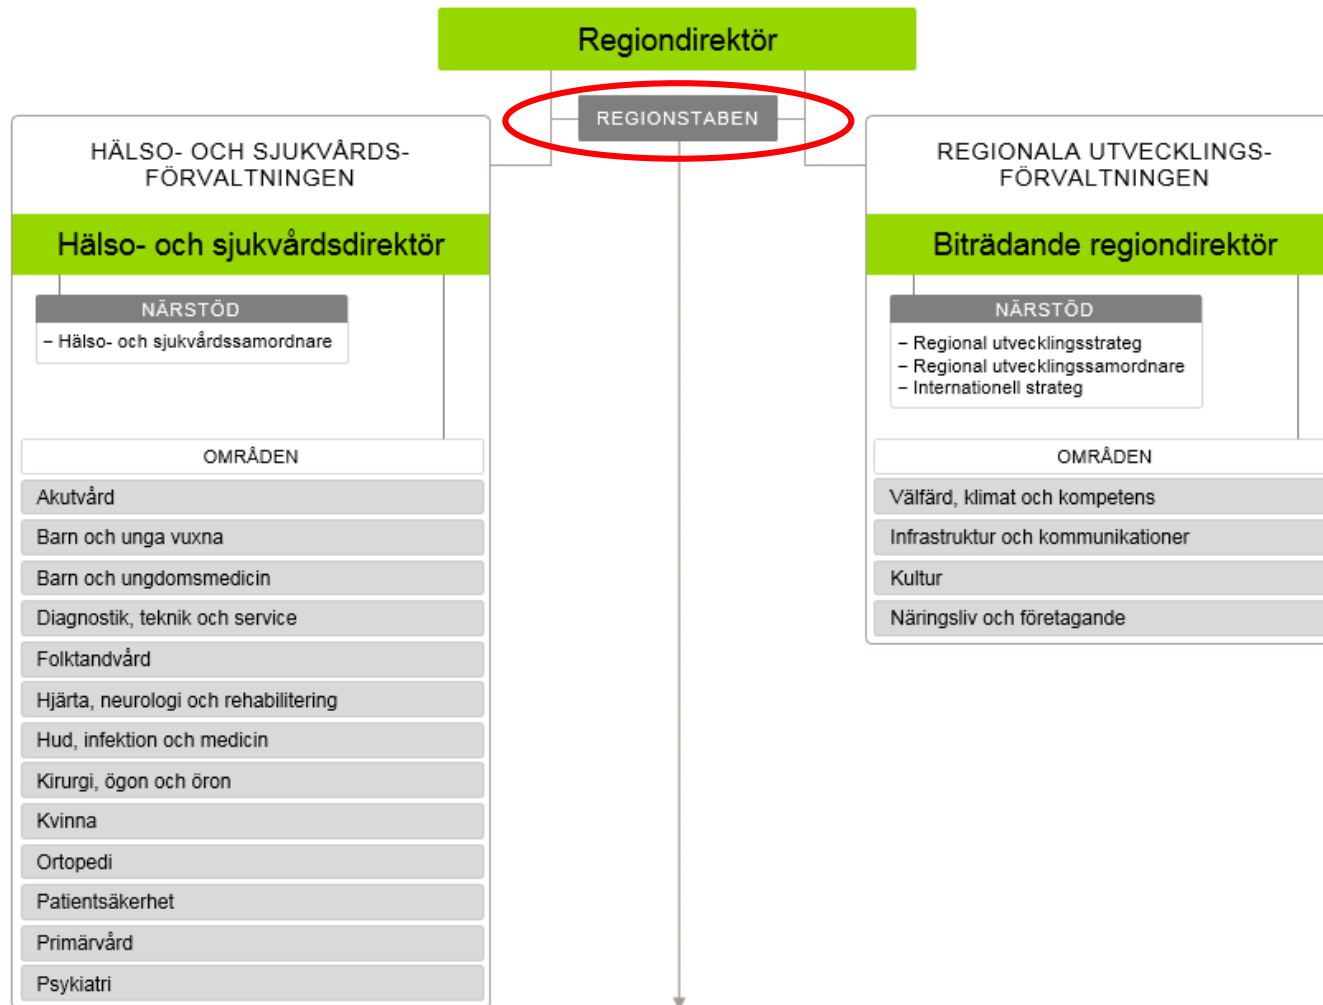 Regiondirektör
REGIONSTABEN
HÄLSO- OCH SJUKVÅRDS-
FÖRVALTNINGEN
Hälso- och sjukvårdsdirektör
NÄRSTÖD
– Hälso- och sjukvårdssamordnare
OMRÅDEN
Akutvård
Barn och unga vuxna
Barn och ungdomsmedicin
Diagnostik, teknik och service
Folktandvård
Hjärta, neurologi och rehabilitering
Hud, infektion och medicin
Kirurgi, ögon och öron
Kvinna
Ortopedi
Patientsäkerhet
Primärvård
Psykiatri
REGIONALA UTVECKLINGS-
FÖRVALTNINGEN
Biträdande regiondirektör
NÄRSTÖD
– Regional utvecklingsstrateg
– Regional utvecklingssamordnare
– Internationell strateg
OMRÅDEN
Välfärd, klimat och kompetens
Infrastruktur och kommunikationer
Kultur
Näringsliv och företagande